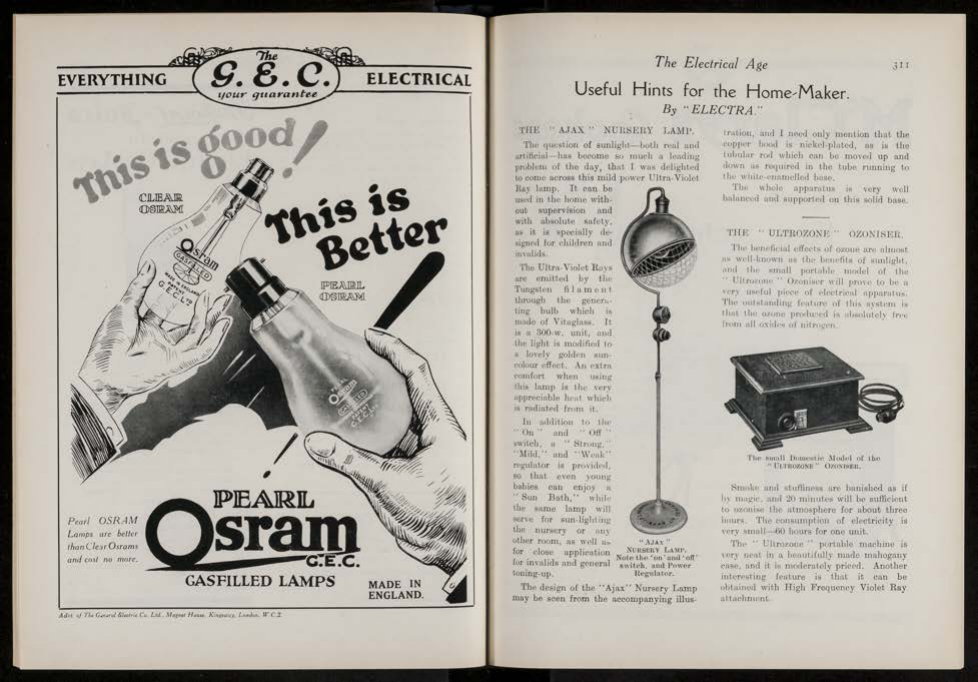 EVERYTHING
The
G.E.C.
your guarantee
ELECTRICAL
This is good!
CLEAR
OSRAM
This is
Better
PEARL
OSRAM
Osram
GASFILLED
G.E.C. Ltd
Osram
GASFILLED
PEARL
Osram
G.E.C.
GASFILLED LAMPS
Pearl OSRAM
Lamps are better
than Clear Osrams
and cost no more.
MADE IN
ENGLAND.
Advt. of The General Electric Co. Ltd., Magnet House, Kingsway, London, W.C.2.
The Electrical Age
311
Useful Hints for the Home-Maker.
By "ELECTRA."
THE "AJAX" NURSERY LAMP.
The question of sunlight—both real and
artificial—has become so much a leading
problem of the day, that I was delighted
to come across this mild power Ultra-Violet
Ray lamp. It can be
used in the home with-
out supervision and
with absolute safety,
as it is specially de-
signed for children and
invalids.
The Ultra-Violet Rays
are emitted by the
Tungsten filament
through the genera-
ting bulb which is
made of Vitaglass. It
is a 300-w. unit, and
the light is modified to
a lovely golden sun-
colour effect. An extra
comfort when using
this lamp is the very
appreciable heat which
is radiated from it.
In addition to the
"On" and "Off"
switch, a "Strong,"
"Mild," and "Weak"
regulator is provided,
so that even young
babies can enjoy a
"Sun Bath," while
the same lamp will
serve for sun-lighting
the nursery or any
other room, as well as
for close application
for invalids and general
toning-up.
The design of the "Ajax" Nursery Lamp
may be seen from the accompanying illus-
"AJAX"
NURSERY LAMP.
Note the 'on' and 'off'
switch, and Power
Regulator.
tration, and I need only mention that the
copper hood is nickel-plated, as is the
tubular rod which can be moved up and
down as required in the tube running to
the white-enamelled base.
The whole apparatus is very well
balanced and supported on this solid base.
THE "ULTROZONE" OZONISER.
The beneficial effects of ozone are almost
as well-known as the benefits of sunlight,
and the small portable model of the
"Ultrozone" Ozoniser will prove to be a
very useful piece of electrical apparatus.
The outstanding feature of this system is
that the ozone produced is absolutely free
from all oxides of nitrogen.
The small Domestic Model of the
"ULTROZONE" OZONISER.
Smoke and stuffiness are banished as if
by magic, and 20 minutes will be sufficient
to ozonise the atmosphere for about three
hours. The consumption of electricity is
very small—60 hours for one unit.
The "Ultrozone" portable machine is
very neat in a beautifully made mahogany
case, and it is moderately priced. Another
interesting feature is that it can be
obtained with High Frequency Violet Ray
attachment.